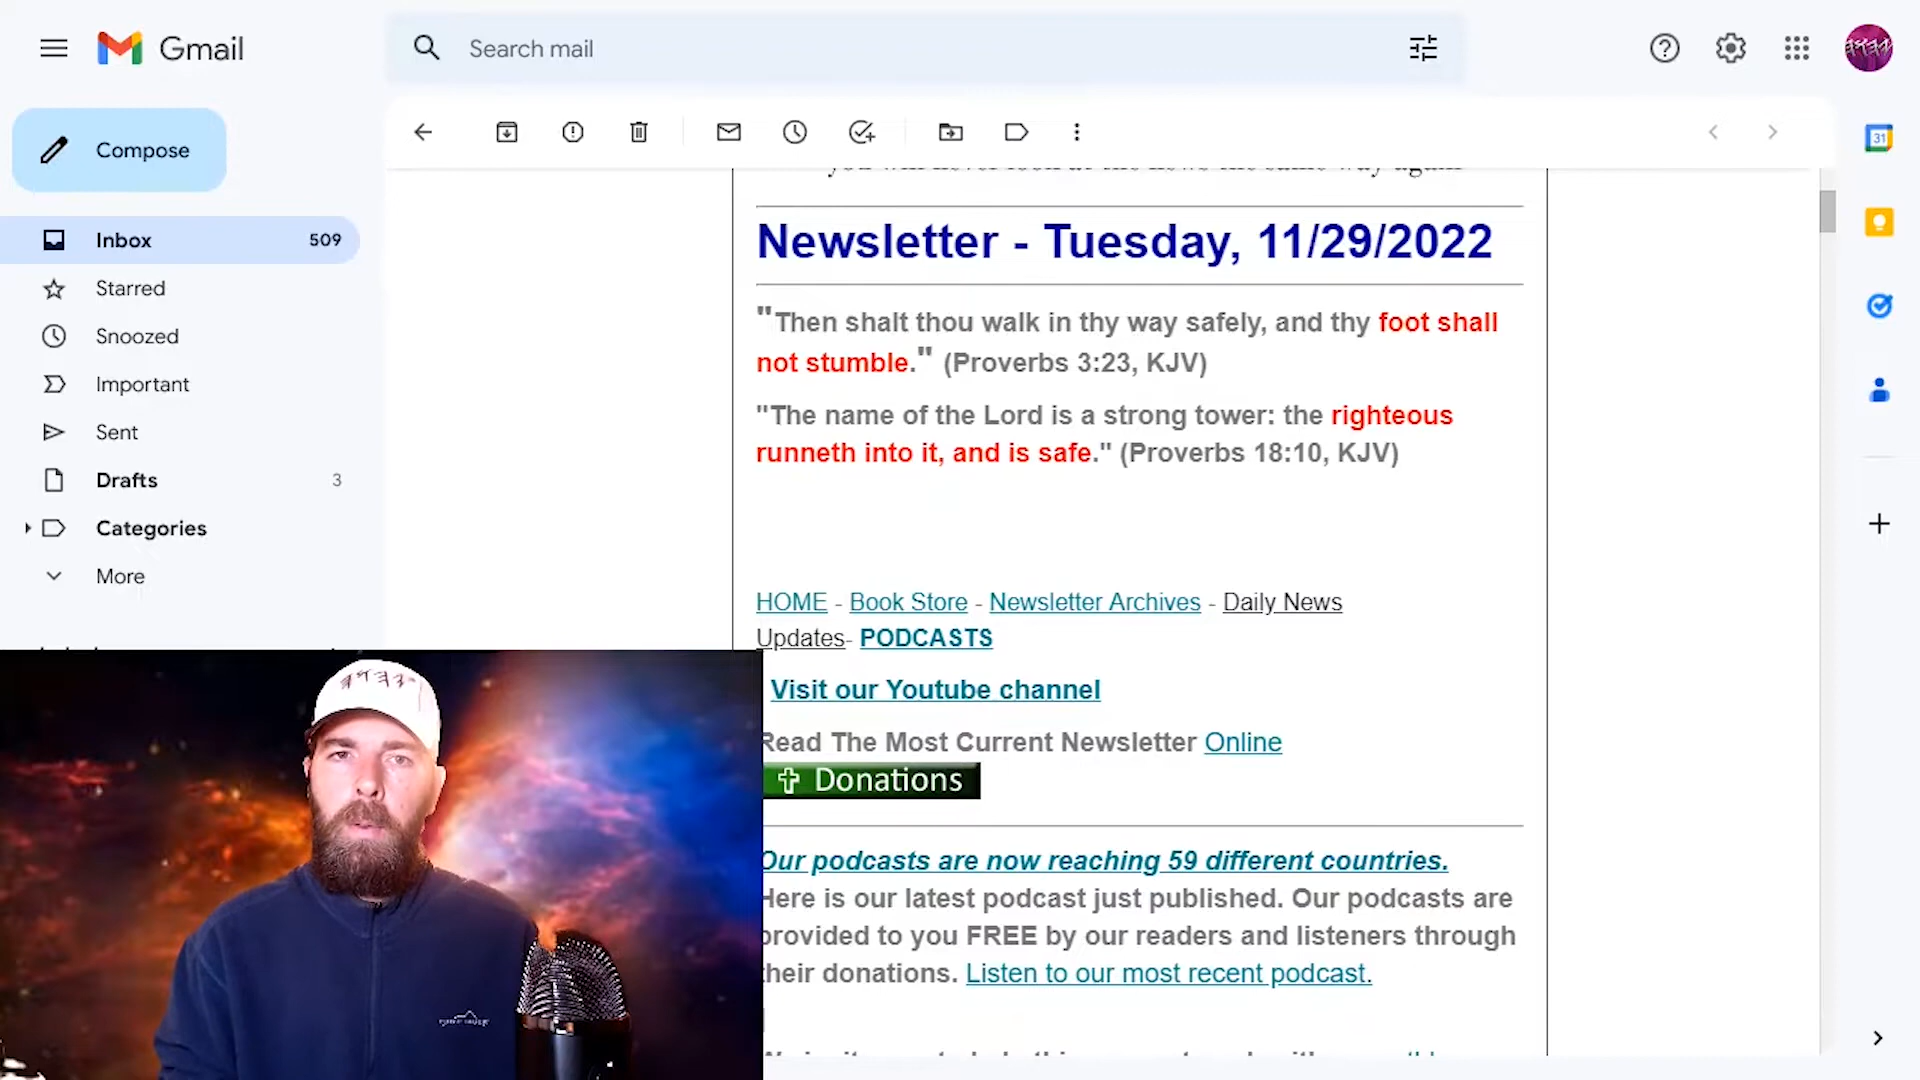 Gmail
Search mail
Compose
Inbox 509
Starred
Snoozed
Important
Sent
Drafts 3
Categories
More
31
Newsletter - Tuesday, 11/29/2022
"Then shalt thou walk in thy way safely, and thy foot shall
not stumble." (Proverbs 3:23, KJV)
"The name of the Lord is a strong tower: the righteous
runneth into it, and is safe." (Proverbs 18:10, KJV)
HOME - Book Store - Newsletter Archives - Daily News
Updates- PODCASTS
Visit our Youtube channel
Read The Most Current Newsletter Online
Donations
Our podcasts are now reaching 59 different countries.
Here is our latest podcast just published. Our podcasts are
provided to you FREE by our readers and listeners through
their donations. Listen to our most recent podcast.